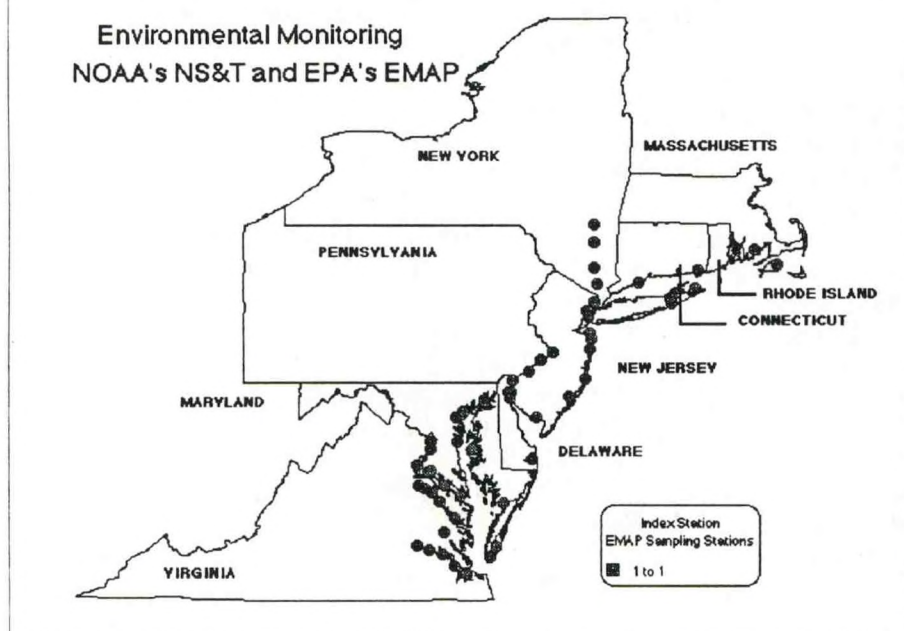 Environmental Monitoring
NOAA's NS&T and EPA's EMAP
NEW YORK
MASSACHUSETTS
PENNSYLVANIA
RHODE ISLAND
CONNECTICUT
NEW JERSEY
MARYLAND
DELAWARE
VIRGINIA
Index Station
EMAP Sampling Stations
1 to 1